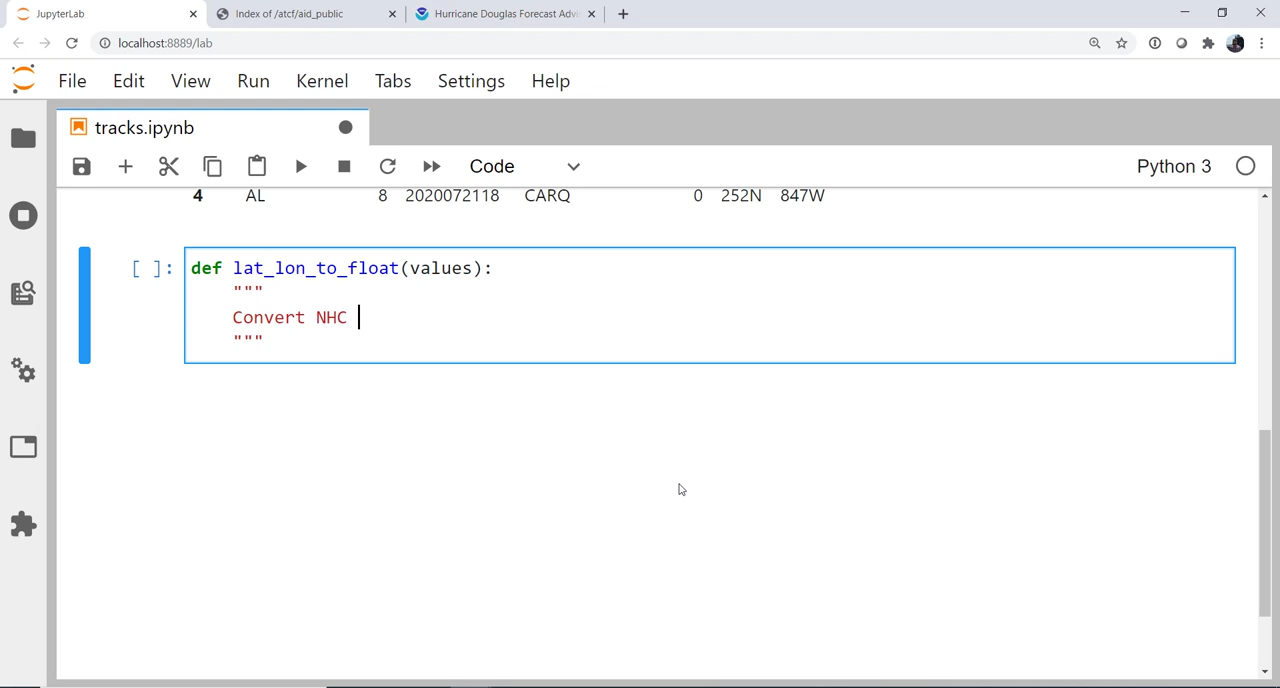 JupyterLab
Index of /atcf/aid_public
Hurricane Douglas Forecast Advi
localhost:8889/lab
File Edit View Run Kernel Tabs Settings Help
tracks.ipynb
Code
Python 3
4 AL 8 2020072118 CARQ 0 252N 847W
[ ]: def lat_lon_to_float(values):
"""
Convert NHC
"""